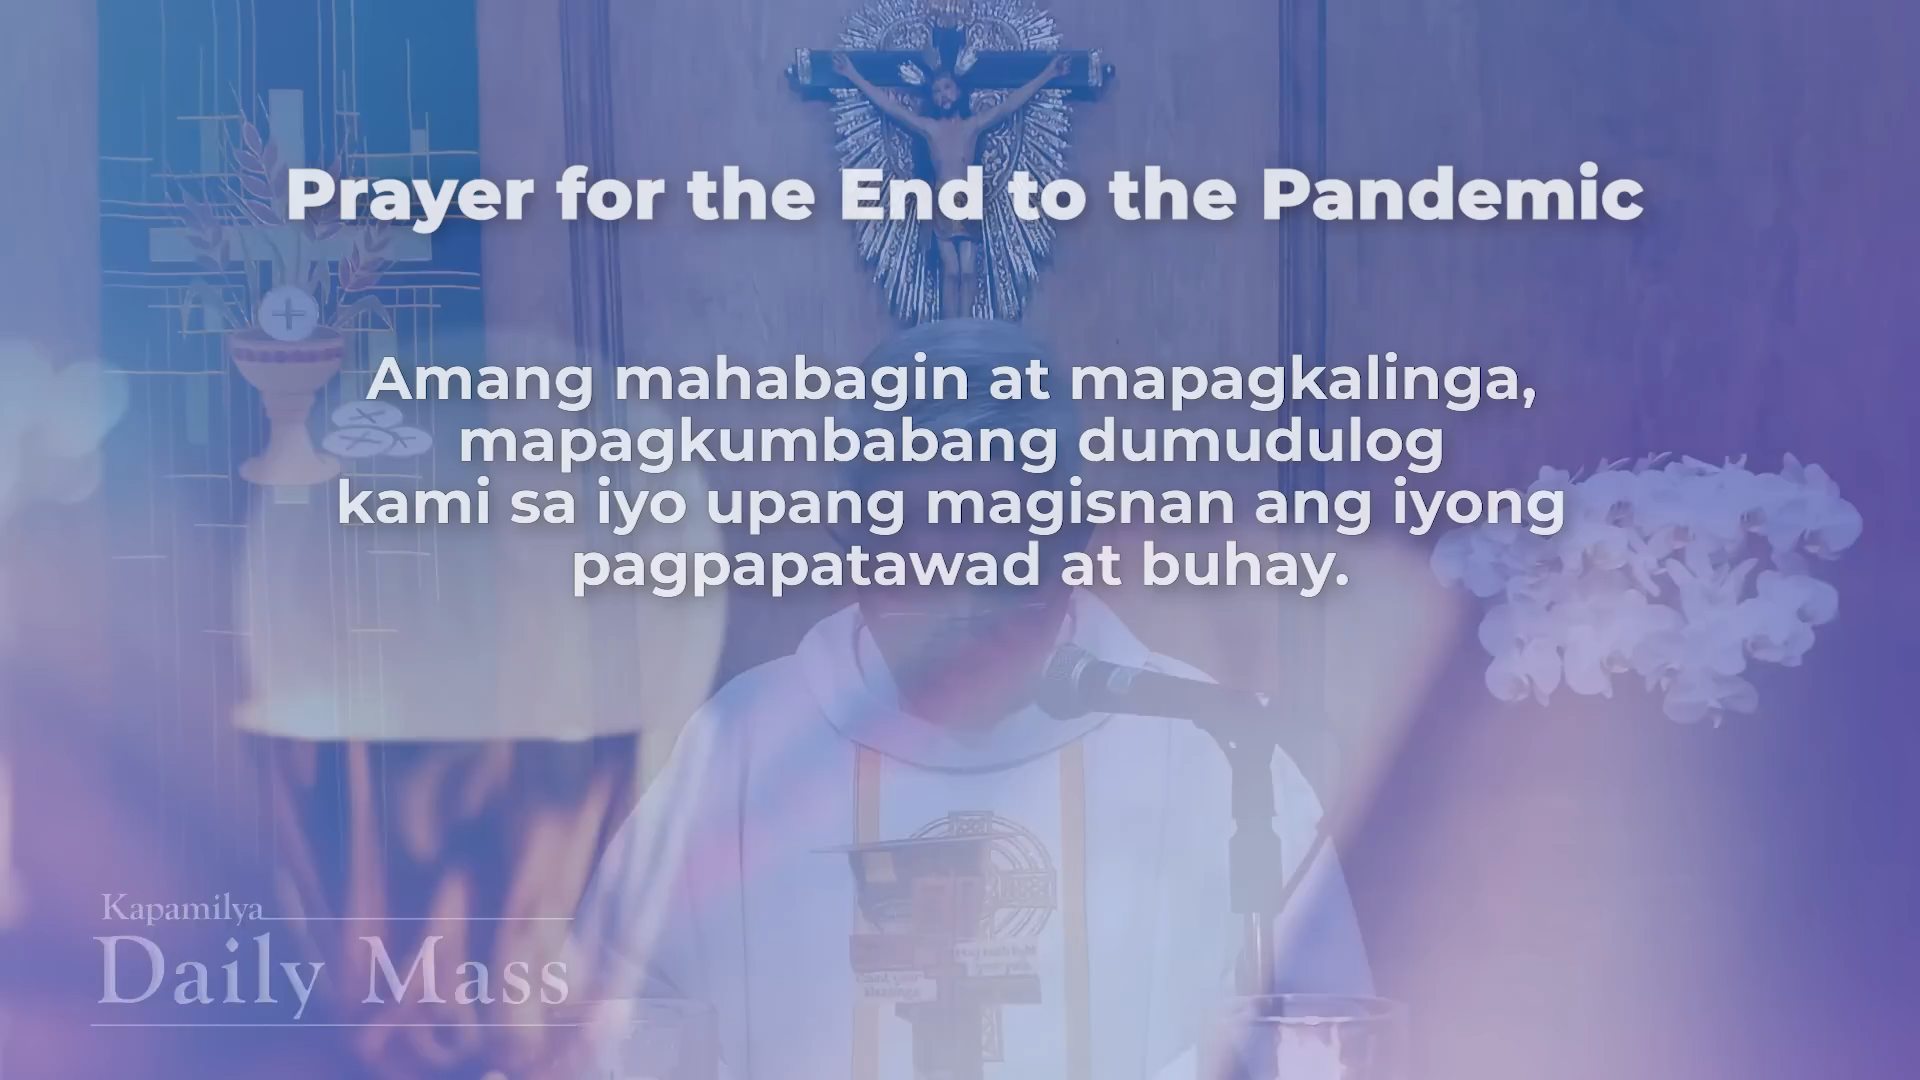 Prayer for the End to the Pandemic
Amang mahabagin at mapagkalinga,
mapagkumbabang dumudulog
kami sa iyo upang magisnan ang iyong
pagpapatawad at buhay.
Kapamilya
Daily Mass